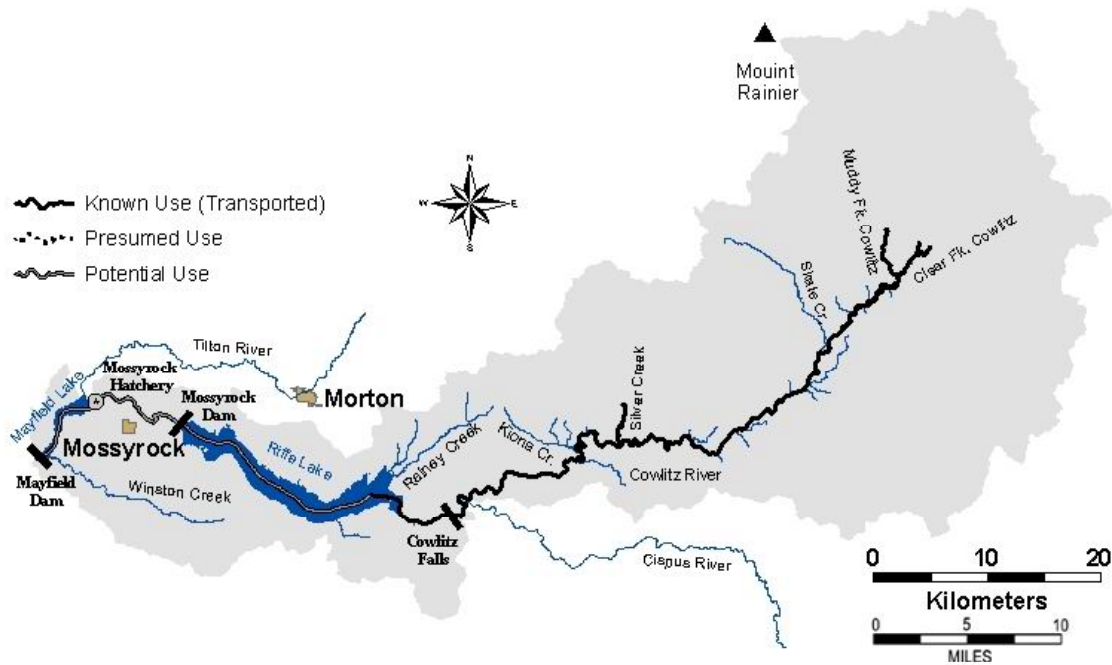 Mouint
Rainier
N
W
E
S
Known Use (Transported)
Presumed Use
Potential Use
Muddy Fk. Cowlitz
Clear Fk. Cowlitz
Skate Cr.
Tilton River
Mayfield Lake
Mossyrock
Hatchery
Mossyrock
Dam
Morton
Mossyrock
Riffe Lake
Rainey Creek
Kiona Cr.
Silver Creek
Cowlitz River
Mayfield
Dam
Winston Creek
Cowlitz
Falls
Cispus River
0 10 20
Kilometers
0 5 10
MILES